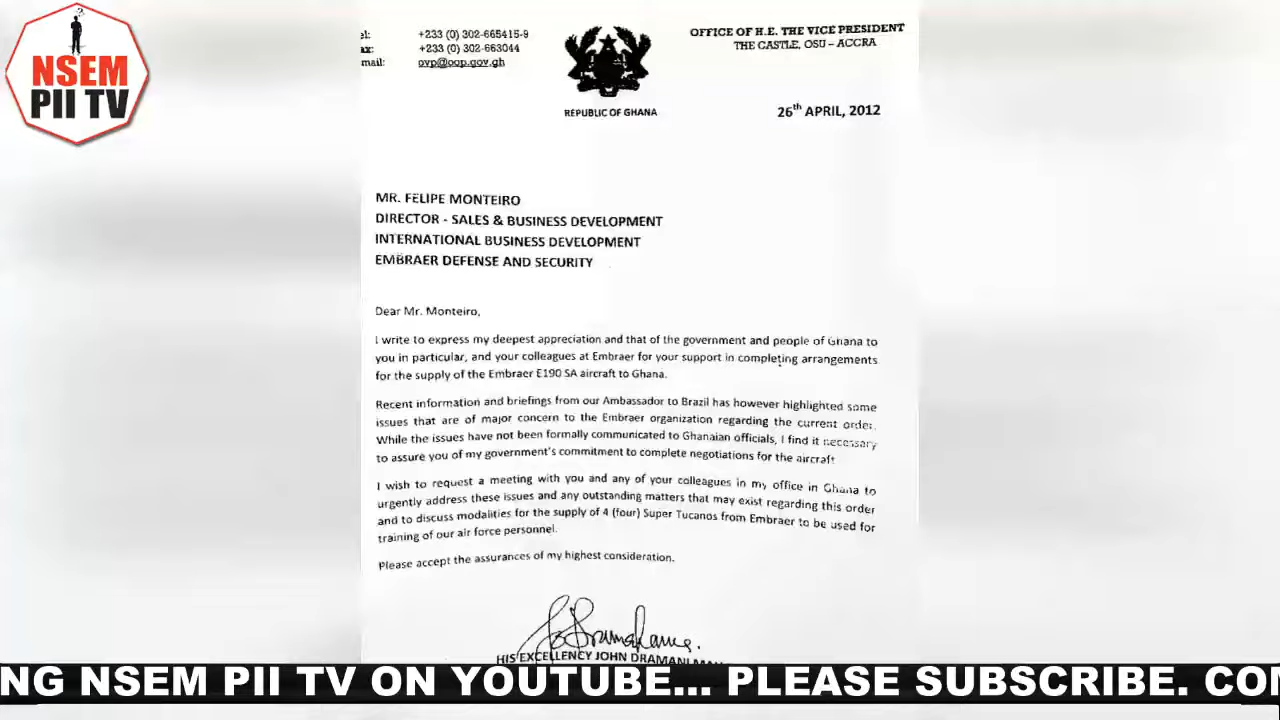 NSEM
PII TV
el: +233 (0) 302-665415-9
ax: +233 (0) 302-663044
mail: ovp@oop.gov.gh
REPUBLIC OF GHANA
OFFICE OF H.E. THE VICE PRESIDENT
THE CASTLE, OSU – ACCRA
26th APRIL, 2012
MR. FELIPE MONTEIRO
DIRECTOR - SALES & BUSINESS DEVELOPMENT
INTERNATIONAL BUSINESS DEVELOPMENT
EMBRAER DEFENSE AND SECURITY
Dear Mr. Monteiro,
I write to express my deepest appreciation and that of the government and people of Ghana to
you in particular, and your colleagues at Embraer for your support in completing arrangements
for the supply of the Embraer E190 SA aircraft to Ghana.
Recent information and briefings from our Ambassador to Brazil has however highlighted some
issues that are of major concern to the Embraer organization regarding the current order.
While the issues have not been formally communicated to Ghanaian officials, I find it necessary
to assure you of my government's commitment to complete negotiations for the aircraft
I wish to request a meeting with you and any of your colleagues in my office in Ghana to
urgently address these issues and any outstanding matters that may exist regarding this order
and to discuss modalities for the supply of 4 (four) Super Tucanos from Embraer to be used for
training of our air force personnel.
Please accept the assurances of my highest consideration.
HIS EXCELLENCY JOHN DRAMANI
NG NSEM PII TV ON YOUTUBE... PLEASE SUBSCRIBE. CO